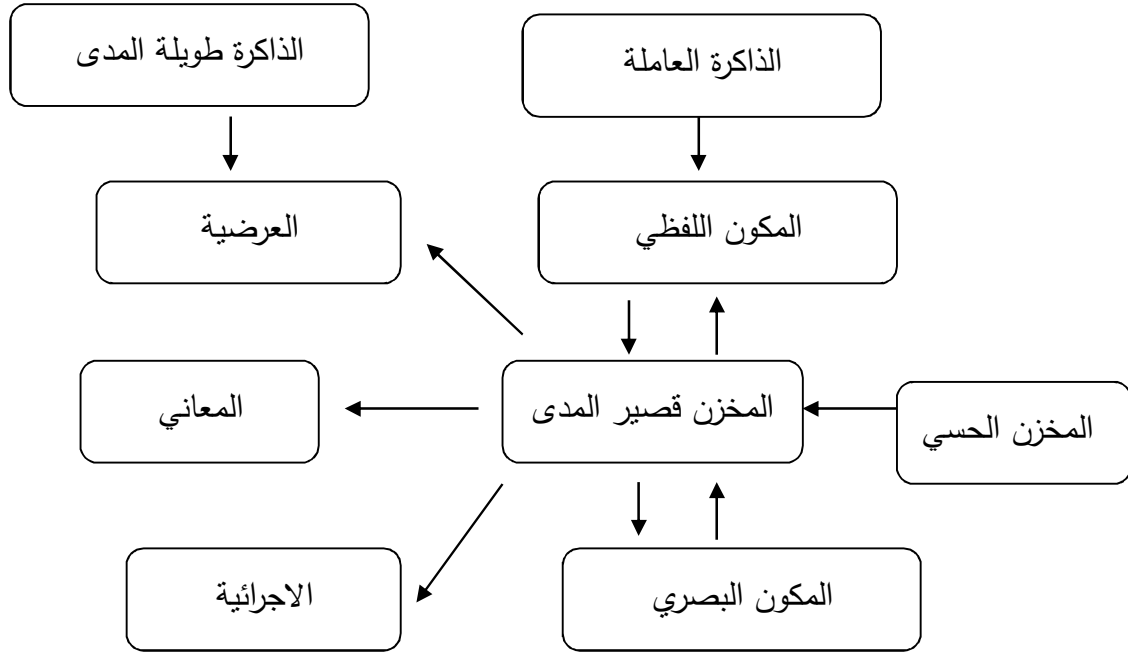 الذاكرة العاملة
الذاكرة طويلة المدى
المكون اللفظي
العرضية
المخزن الحسي
المخزن قصير المدى
المعاني
المكون البصري
الاجرائية